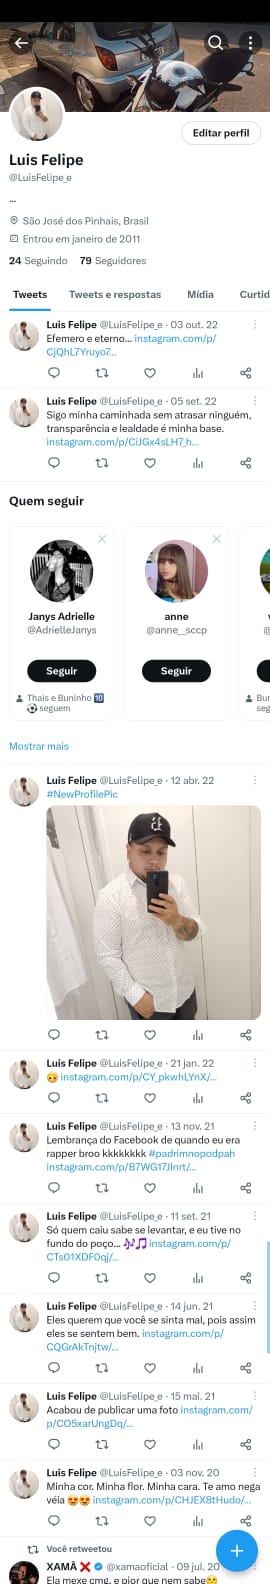 Editar perfil
Luis Felipe
@LuisFelipe_e
...
São José dos Pinhais, Brasil
Entrou em janeiro de 2011
24 Seguindo 79 Seguidores
Tweets Tweets e respostas Mídia Curtid
Luis Felipe @LuisFelipe_e · 03 out. 22
Efemero e eterno... instagram.com/p/
CjQhL7Yruyo7...
Luis Felipe @LuisFelipe_e · 05 set. 22
Sigo minha caminhada sem atrasar ninguém,
transparência e lealdade é minha base.
instagram.com/p/CiJGx4sLH7_h...
Quem seguir
Janys Adrielle
@AdrielleJanys
Seguir
Thais e Buninho 🔟
⚽ seguem
anne
@anne__sccp
Seguir
Mostrar mais
Luis Felipe @LuisFelipe_e · 12 abr. 22
#NewProfilePic
Luis Felipe @LuisFelipe_e · 21 jan. 22
instagram.com/p/CY_pkwhLYnX/...
Luis Felipe @LuisFelipe_e · 13 nov. 21
Lembrança do Facebook de quando eu era
rapper broo kkkkkkkk #padrimnopodpah
instagram.com/p/B7WG17Jlnrt/...
Luis Felipe @LuisFelipe_e · 11 set. 21
Só quem caiu sabe se levantar, e eu tive no
fundo do poço... 🎶🎵 instagram.com/p/
CTs01XDF0qj/...
Luis Felipe @LuisFelipe_e · 14 jun. 21
Eles querem que você se sinta mal, pois assim
eles se sentem bem. instagram.com/p/
CQGrAkTnjtw/...
Luis Felipe @LuisFelipe_e · 15 mai. 21
Acabou de publicar uma foto instagram.com/
p/CO5xarUngDq/...
Luis Felipe @LuisFelipe_e · 03 nov. 20
Minha cor. Minha flor. Minha cara. Te amo nega
véia 😍😍 instagram.com/p/CHJEX8tHudo/...
Você retweetou
XAMÃ ❌ @xamaoficial · 09 jul. 20
Ela mexe cmg, e pior que nem sabe